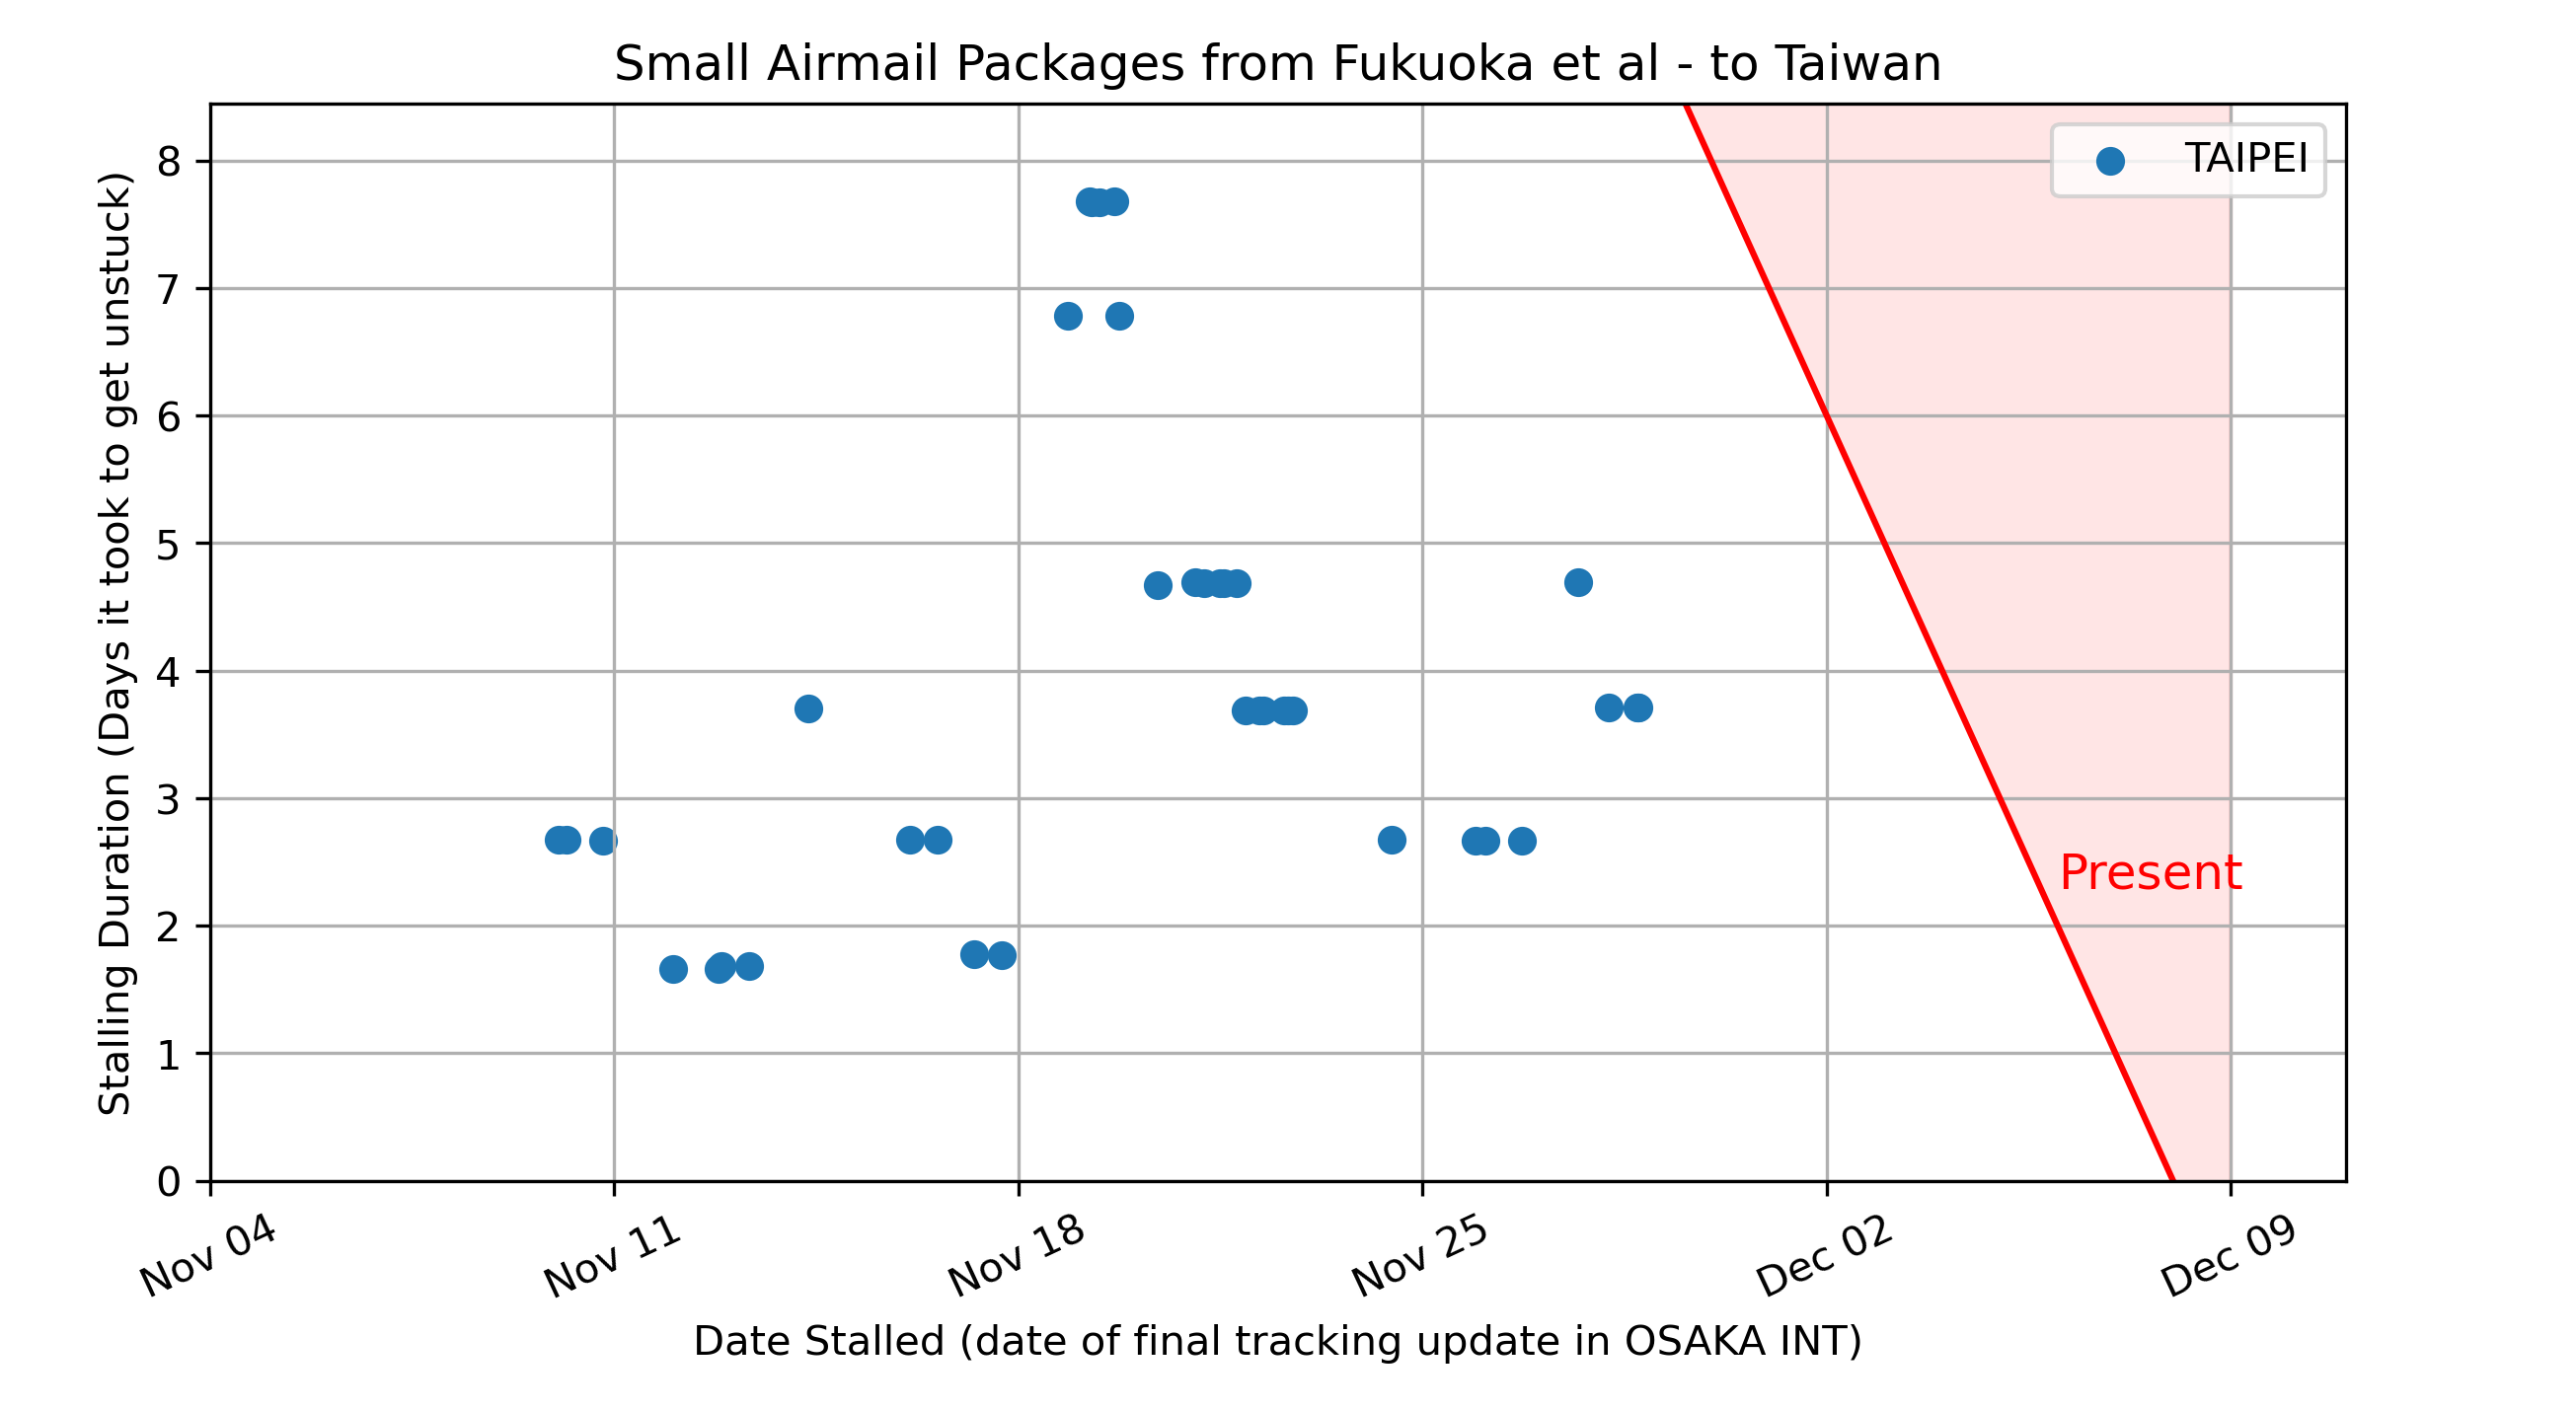 Small Airmail Packages from Fukuoka et al - to Taiwan
TAIPEI
Stalling Duration (Days it took to get unstuck)
8
7
6
5
4
3
2
1
0
Present
Nov 04
Nov 11
Nov 18
Nov 25
Dec 02
Dec 09
Date Stalled (date of final tracking update in OSAKA INT)